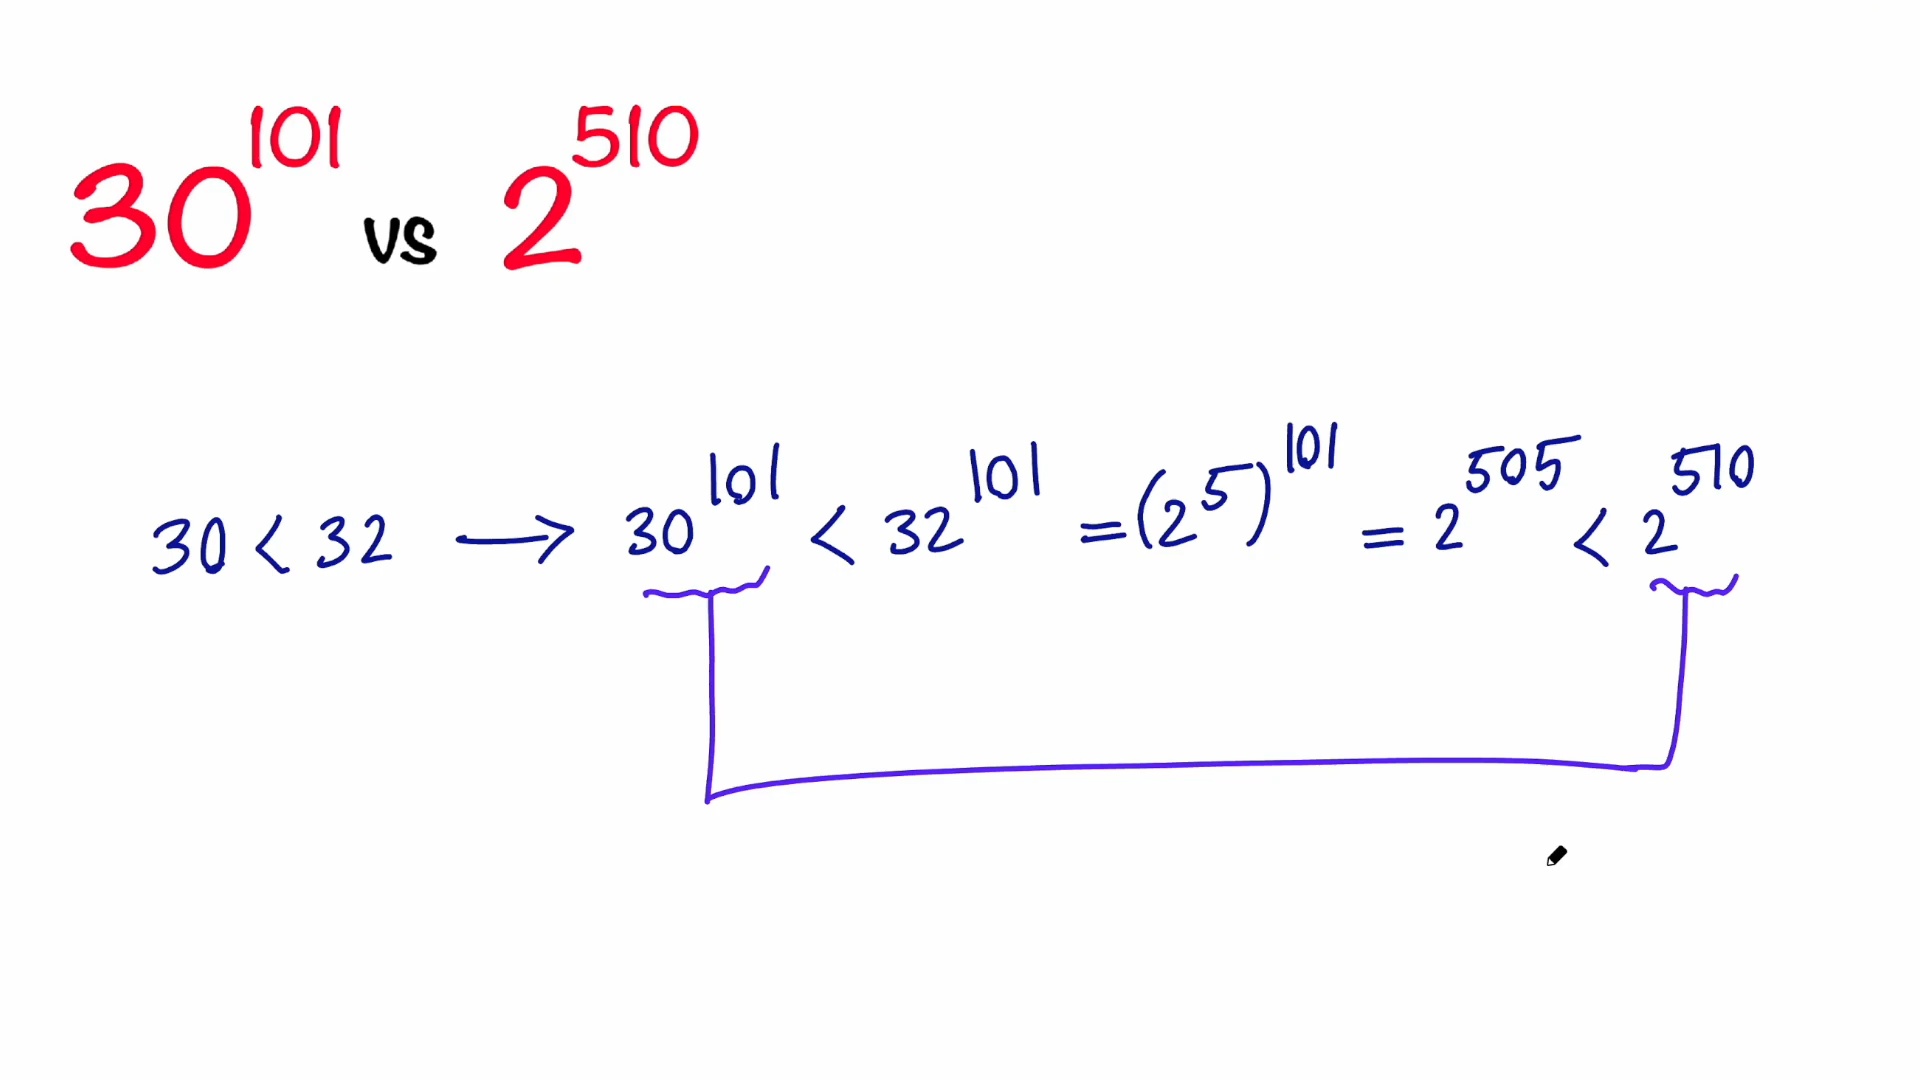 30^101 vs 2^510
30 < 32 → 30^101 < 32^101 = (2^5)^101 = 2^505 < 2^510